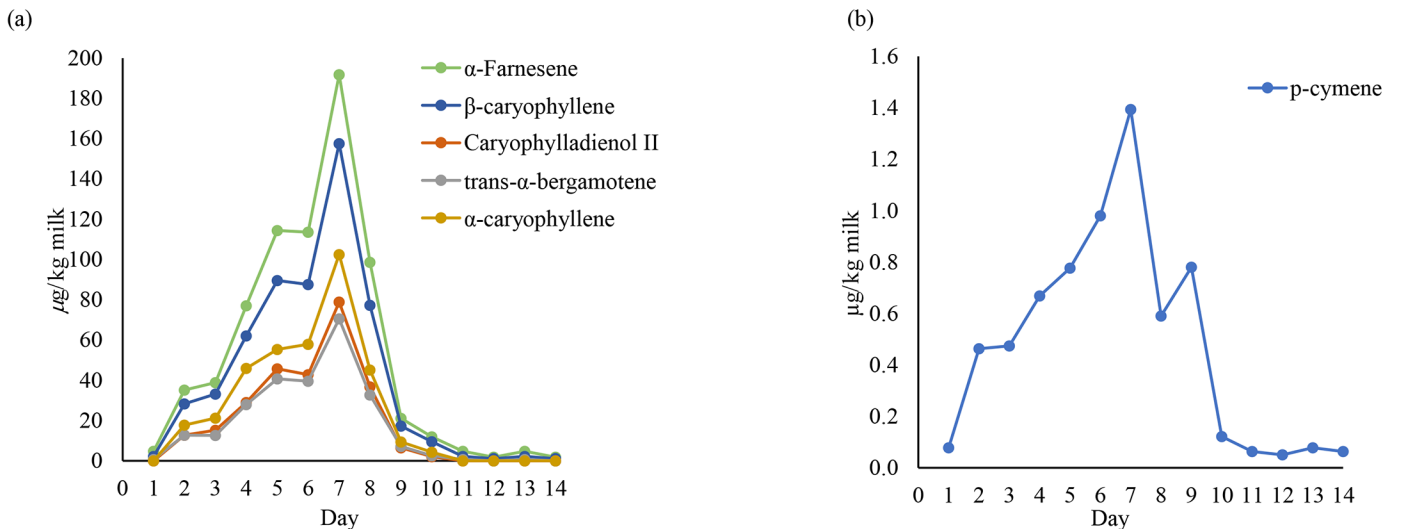 (a)
200
180
160
140
120
100
80
60
40
20
0
μg/kg milk
0 1 2 3 4 5 6 7 8 9 10 11 12 13 14
Day
α-Farnesene
β-caryophyllene
Caryophylladienol II
trans-α-bergamotene
α-caryophyllene
(b)
1.6
1.4
1.2
1.0
0.8
0.6
0.4
0.2
0.0
μg/kg milk
0 1 2 3 4 5 6 7 8 9 10 11 12 13 14
Day
p-cymene